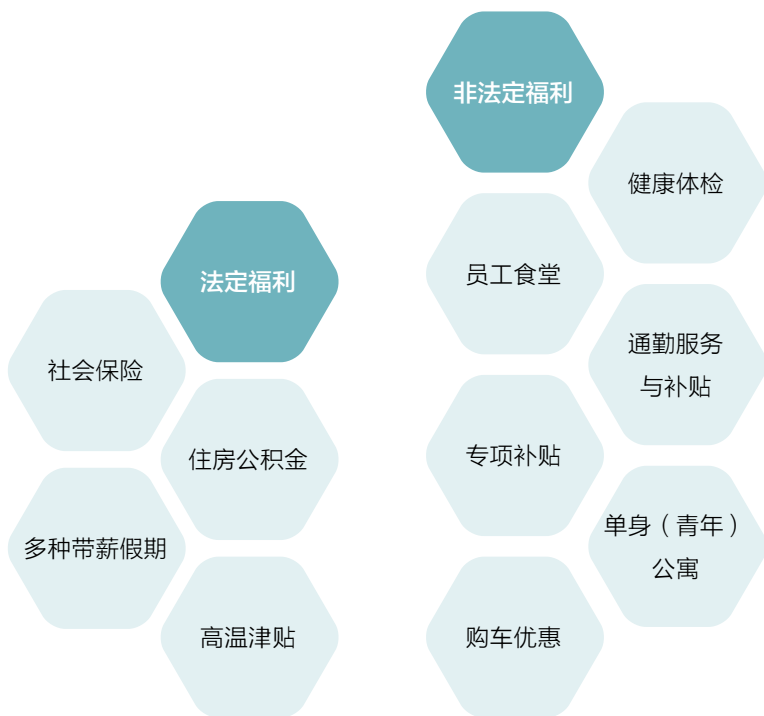 法定福利
社会保险
住房公积金
多种带薪假期
高温津贴
非法定福利
健康体检
员工食堂
通勤服务
与补贴
专项补贴
单身（青年）
公寓
购车优惠